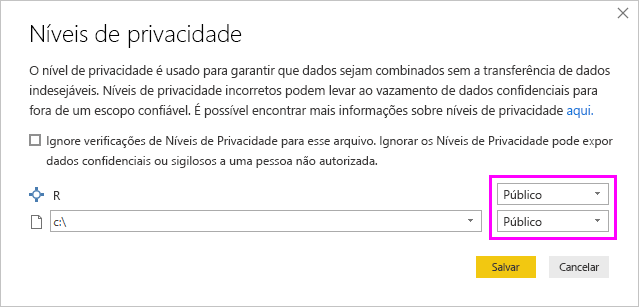 Níveis de privacidade
O nível de privacidade é usado para garantir que dados sejam combinados sem a transferência de dados
indesejáveis. Níveis de privacidade incorretos podem levar ao vazamento de dados confidenciais para
fora de um escopo confiável. É possível encontrar mais informações sobre níveis de privacidade aqui.
Ignore verificações de Níveis de Privacidade para esse arquivo. Ignorar os Níveis de Privacidade pode expor
dados confidenciais ou sigilosos a uma pessoa não autorizada.
R Público
c:\ Público
Salvar Cancelar